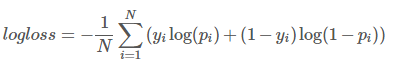 logloss = −\frac{1}{N} \sum_{i=1}^{N} (y_i log(p_i) + (1 − y_i) log(1 − p_i))